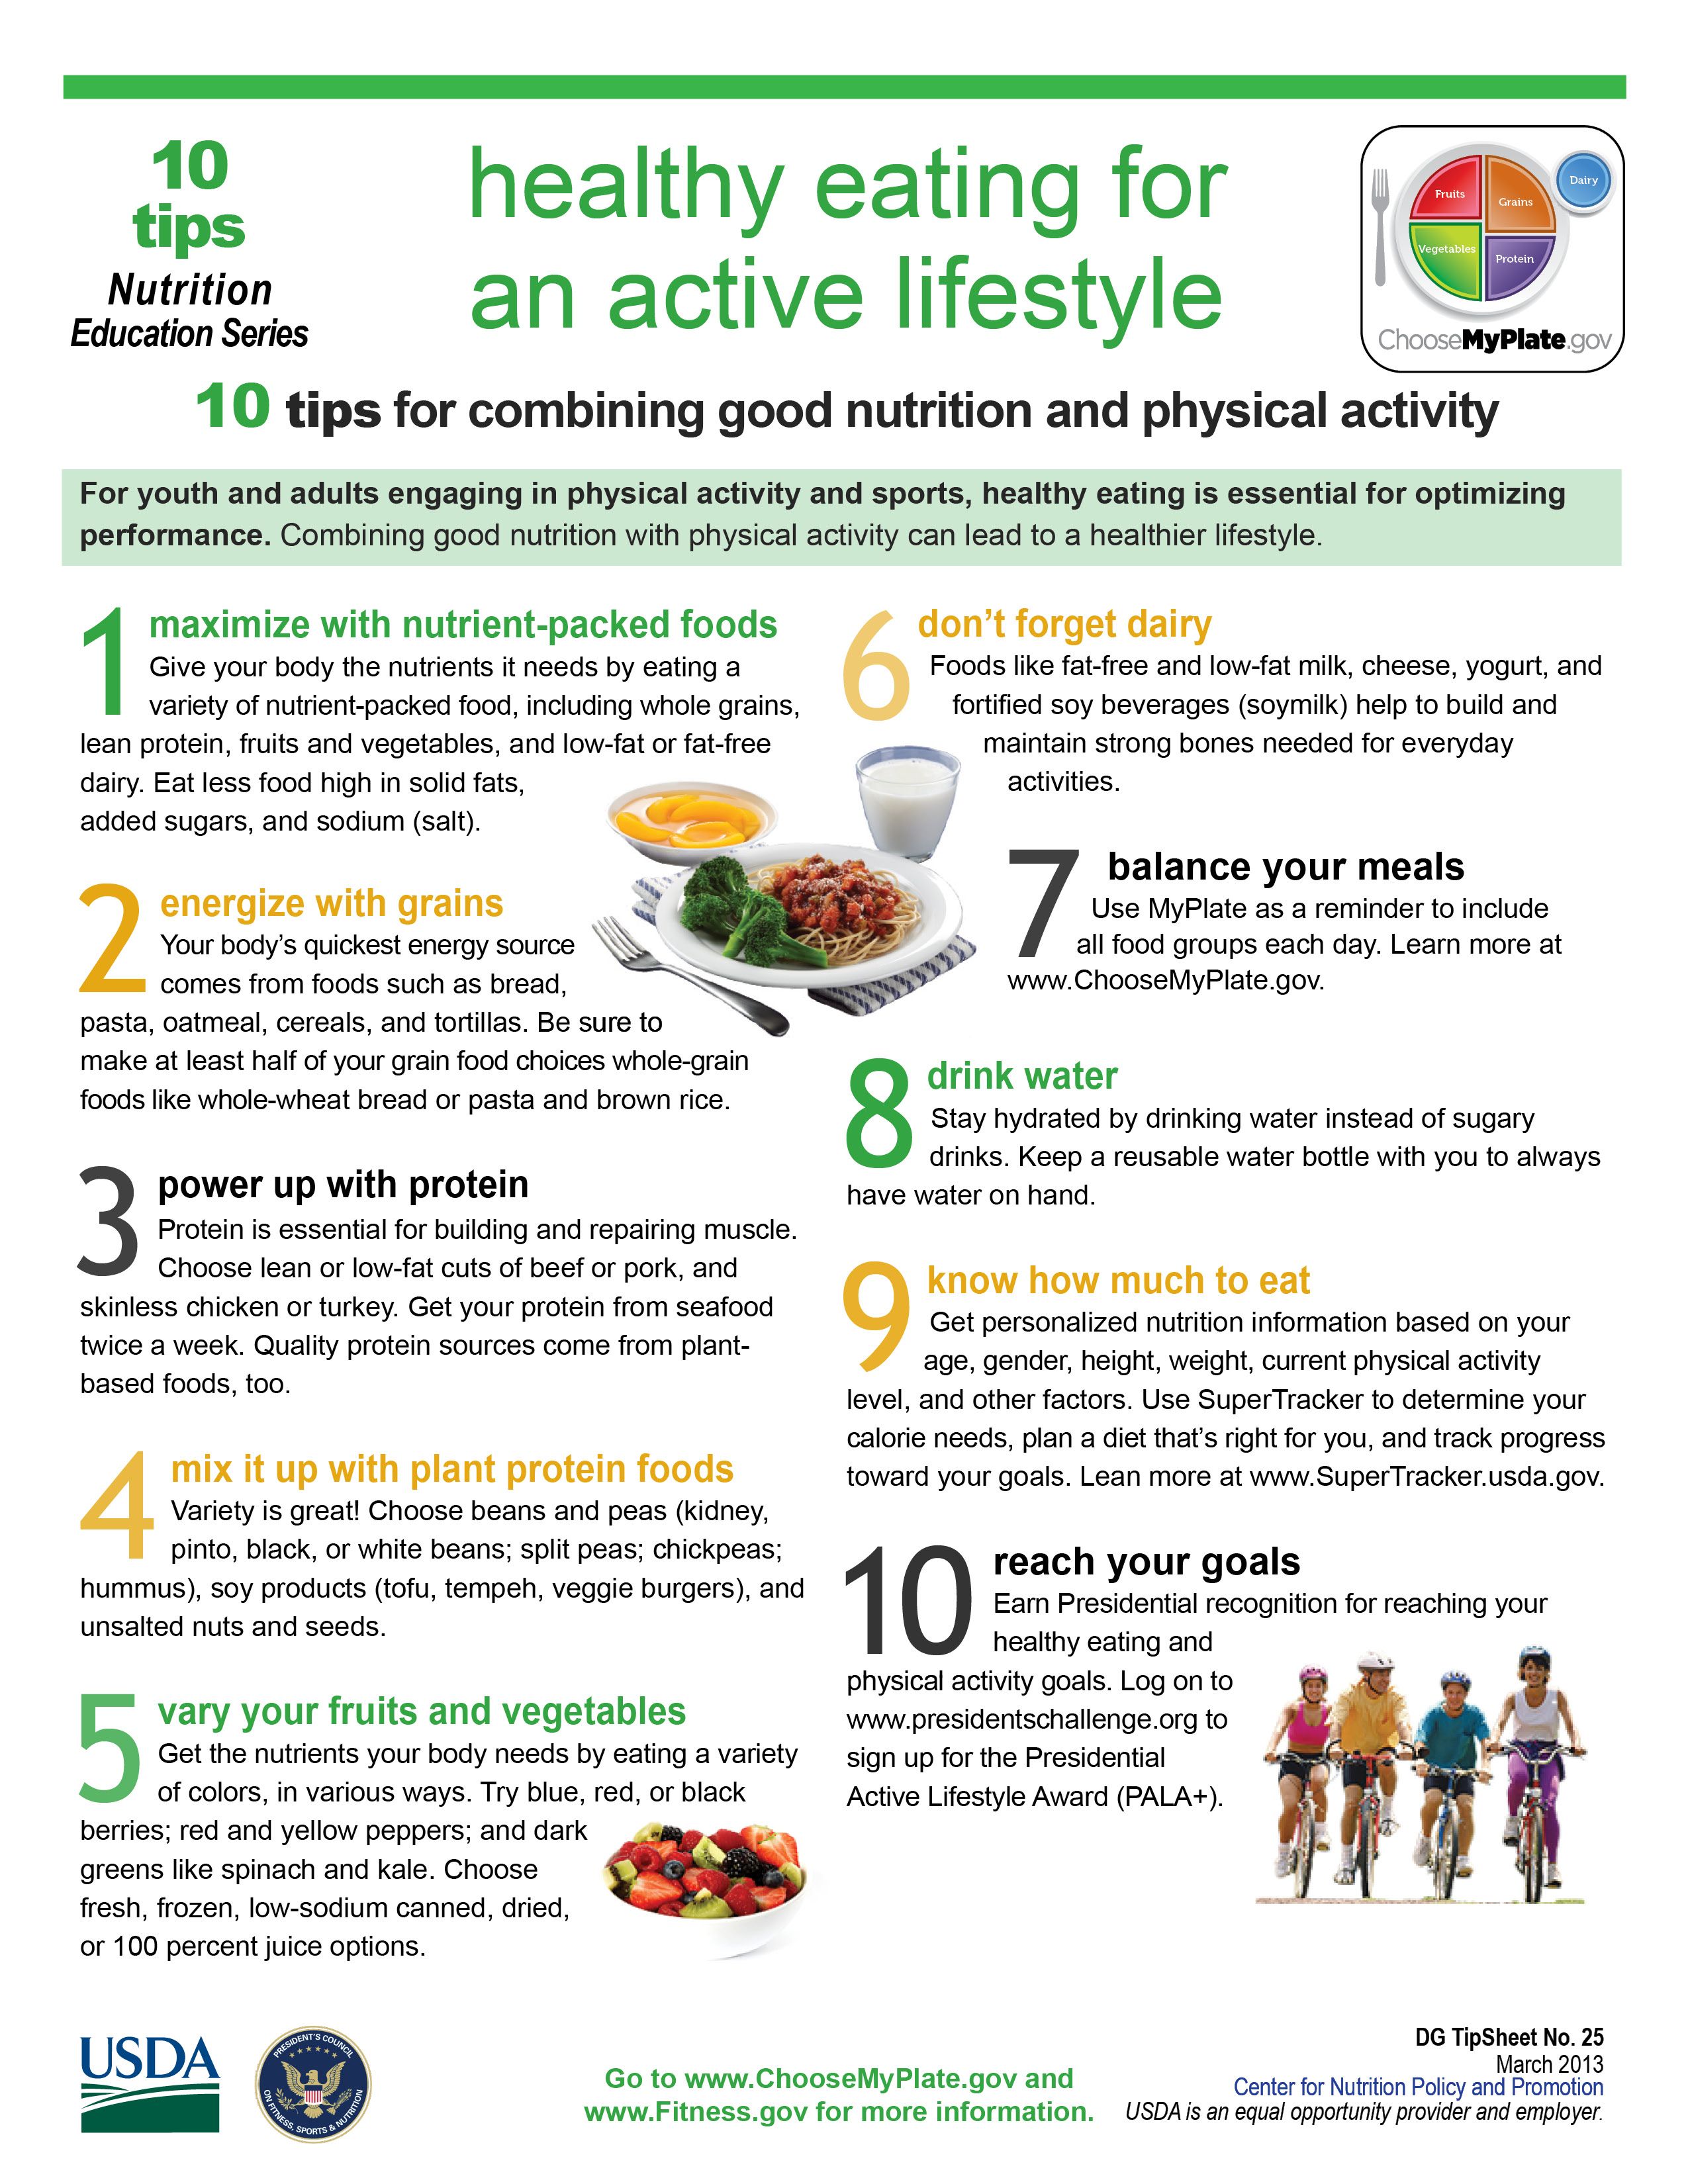 10
tips
Nutrition
Education Series
healthy eating for
an active lifestyle
Fruits
Grains
Dairy
Vegetables
Protein
ChooseMyPlate.gov
10 tips for combining good nutrition and physical activity
For youth and adults engaging in physical activity and sports, healthy eating is essential for optimizing
performance. Combining good nutrition with physical activity can lead to a healthier lifestyle.
1 maximize with nutrient-packed foods
Give your body the nutrients it needs by eating a
variety of nutrient-packed food, including whole grains,
lean protein, fruits and vegetables, and low-fat or fat-free
dairy. Eat less food high in solid fats,
added sugars, and sodium (salt).
2 energize with grains
Your body’s quickest energy source
comes from foods such as bread,
pasta, oatmeal, cereals, and tortillas. Be sure to
make at least half of your grain food choices whole-grain
foods like whole-wheat bread or pasta and brown rice.
3 power up with protein
Protein is essential for building and repairing muscle.
Choose lean or low-fat cuts of beef or pork, and
skinless chicken or turkey. Get your protein from seafood
twice a week. Quality protein sources come from plant-
based foods, too.
4 mix it up with plant protein foods
Variety is great! Choose beans and peas (kidney,
pinto, black, or white beans; split peas; chickpeas;
hummus), soy products (tofu, tempeh, veggie burgers), and
unsalted nuts and seeds.
5 vary your fruits and vegetables
Get the nutrients your body needs by eating a variety
of colors, in various ways. Try blue, red, or black
berries; red and yellow peppers; and dark
greens like spinach and kale. Choose
fresh, frozen, low-sodium canned, dried,
or 100 percent juice options.
6 don’t forget dairy
Foods like fat-free and low-fat milk, cheese, yogurt, and
fortified soy beverages (soymilk) help to build and
maintain strong bones needed for everyday
activities.
7 balance your meals
Use MyPlate as a reminder to include
all food groups each day. Learn more at
www.ChooseMyPlate.gov.
8 drink water
Stay hydrated by drinking water instead of sugary
drinks. Keep a reusable water bottle with you to always
have water on hand.
9 know how much to eat
Get personalized nutrition information based on your
age, gender, height, weight, current physical activity
level, and other factors. Use SuperTracker to determine your
calorie needs, plan a diet that’s right for you, and track progress
toward your goals. Lean more at www.SuperTracker.usda.gov.
10 reach your goals
Earn Presidential recognition for reaching your
healthy eating and
physical activity goals. Log on to
www.presidentschallenge.org to
sign up for the Presidential
Active Lifestyle Award (PALA+).
USDA
PRESIDENT'S COUNCIL
ON FITNESS, SPORTS & NUTRITION
Go to www.ChooseMyPlate.gov and
www.Fitness.gov for more information.
DG TipSheet No. 25
March 2013
Center for Nutrition Policy and Promotion
USDA is an equal opportunity provider and employer.